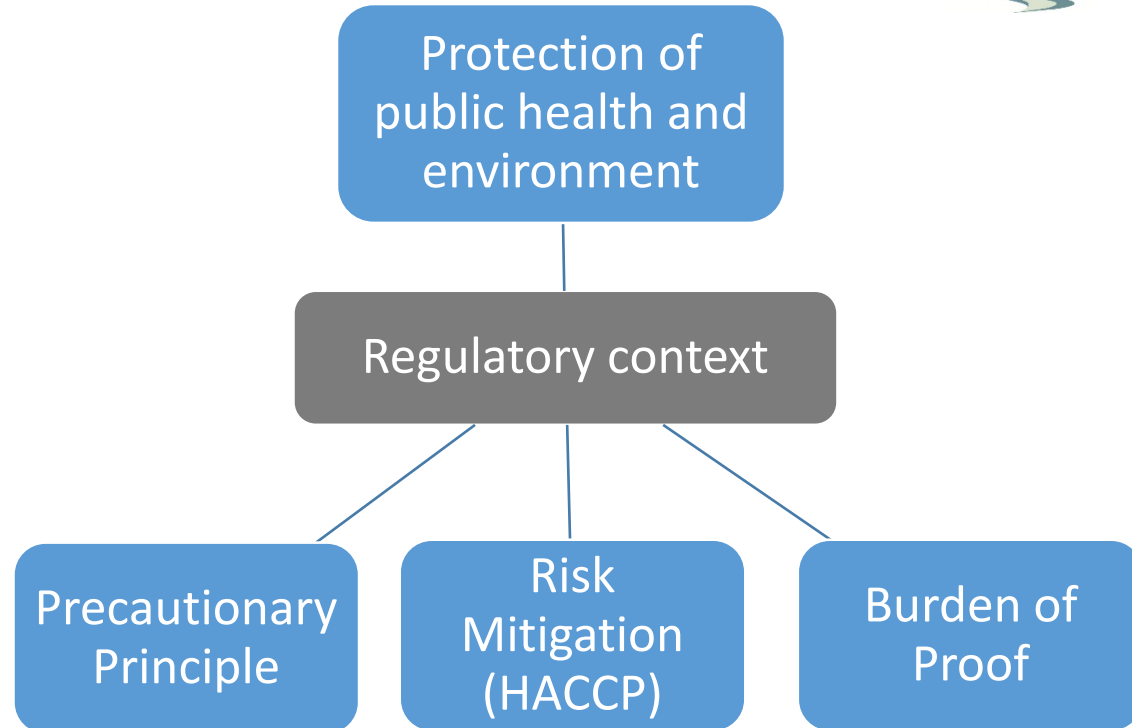 Protection of
public health and
environment
Regulatory context
Precautionary
Principle
Risk
Mitigation
(HACCP)
Burden of
Proof